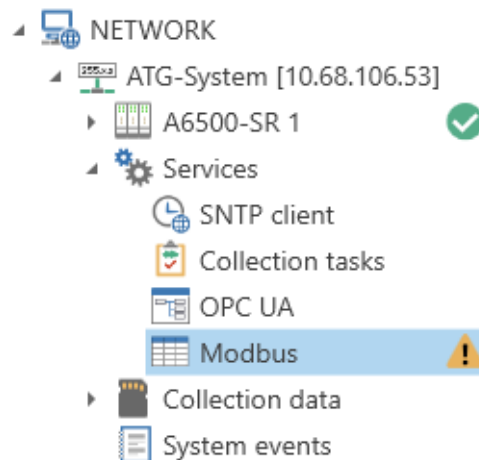 NETWORK
ATG-System [10.68.106.53]
A6500-SR 1
Services
SNTP client
Collection tasks
OPC UA
Modbus
Collection data
System events